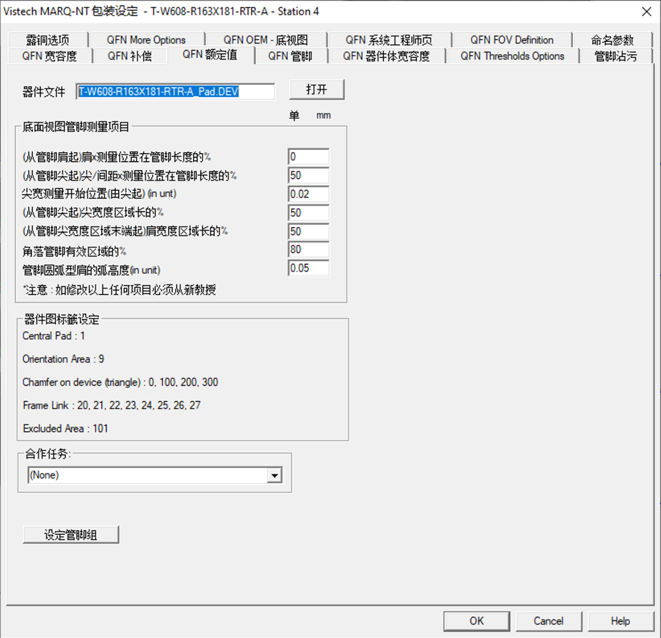 Vistech MARQ-NT 包装设定 - T-W608-R163X181-RTR-A - Station 4
露铜选项 QFN More Options QFN OEM - 底视图 QFN 系统工程师页 QFN FOV Definition 命名参数
QFN 宽容度 QFN 补偿 QFN 额定值 QFN 管脚 QFN 器件体宽容度 QFN Thresholds Options 管脚沾污
器件文件 T-W608-R163X181-RTR-A_Pad.DEV 打开
单 mm
底面视图管脚测量项目
(从管脚肩起)肩x测量位置在管脚长度的% 0
(从管脚尖起)尖/间距x测量位置在管脚长度的% 50
尖宽测量开始位置(由尖起) (in unt) 0.02
(从管脚尖起)尖宽度区域长的% 50
(从管脚尖宽度区域末端起)肩宽度区域长的% 50
角落管脚有效区域的% 80
管脚圆弧型肩的弧高度(in unit) 0.05
*注意 : 如修改以上任何项目必须从新教授
器件图标籤设定
Central Pad : 1
Orientation Area : 9
Chamfer on device (triangle) : 0, 100, 200, 300
Frame Link : 20, 21, 22, 23, 24, 25, 26, 27
Excluded Area : 101
合作任务:
(None)
设定管脚组
OK Cancel Help